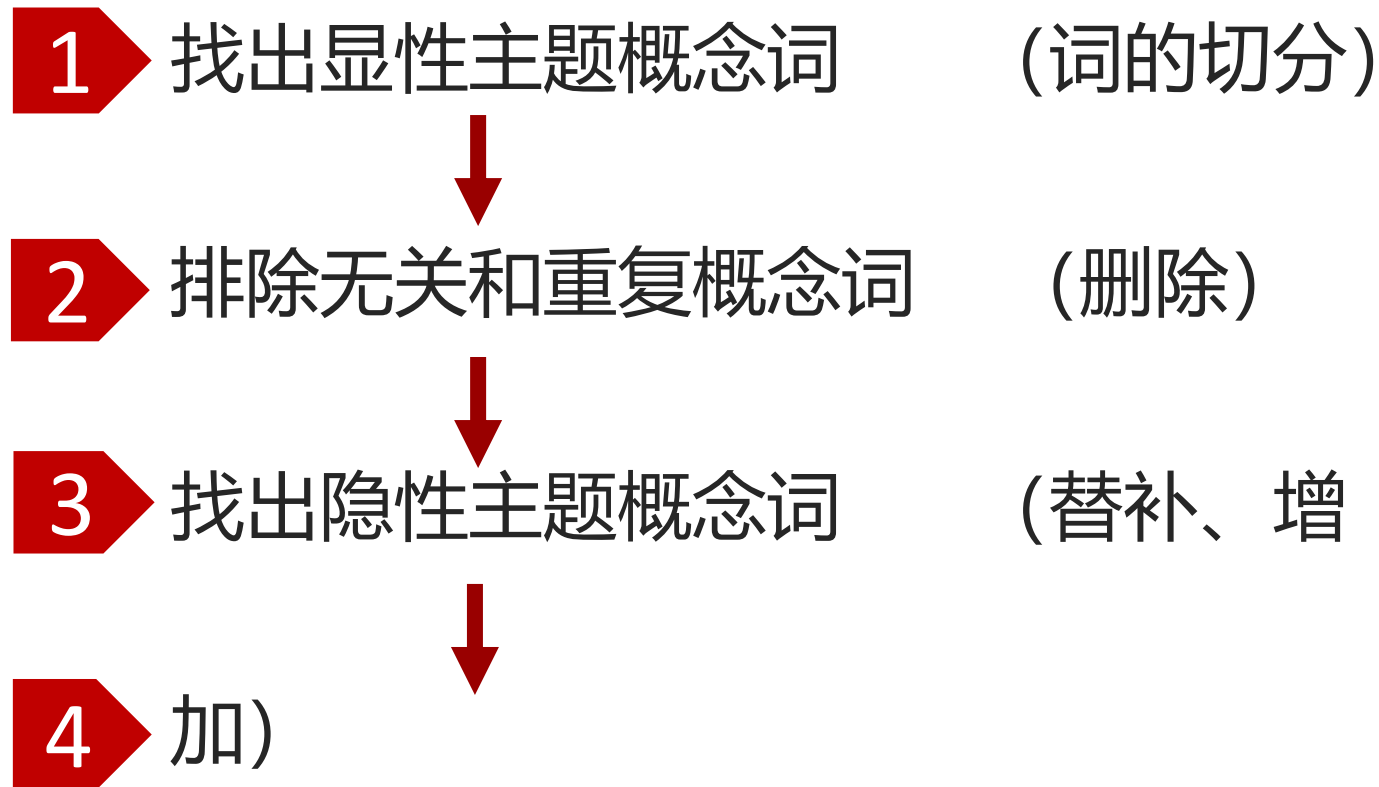 1 找出显性主题概念词 （词的切分）
2 排除无关和重复概念词 （删除）
3 找出隐性主题概念词 （替补、增
4 加）